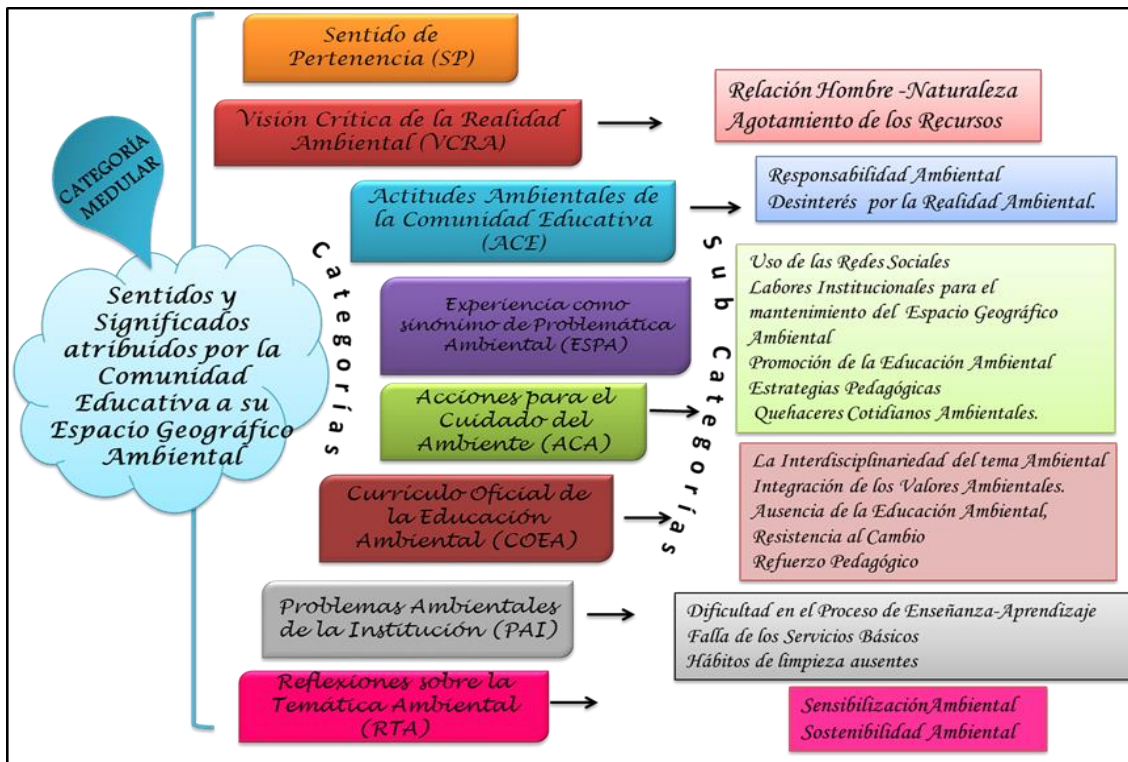 CATEGORÍA
MEDULAR
Sentidos y
Significados
atribuidos por la
Comunidad
Educativa a su
Espacio Geográfico
Ambiental
Categorías
Sentido de
Pertenencia (SP)
Visión Crítica de la Realidad
Ambiental (VCRA)
Actitudes Ambientales de
la Comunidad Educativa
(ACE)
Experiencia como
sinónimo de Problemática
Ambiental (ESPA)
Acciones para el
Cuidado del
Ambiente (ACA)
Currículo Oficial de
la Educación
Ambiental (COEA)
Problemas Ambientales
de la Institución (PAI)
Reflexiones sobre la
Temática Ambiental
(RTA)
Sub Categorías
Relación Hombre -Naturaleza
Agotamiento de los Recursos
Responsabilidad Ambiental
Desinterés por la Realidad Ambiental.
Uso de las Redes Sociales
Labores Institucionales para el
mantenimiento del Espacio Geográfico
Ambiental
Promoción de la Educación Ambiental
Estrategias Pedagógicas
Quehaceres Cotidianos Ambientales.
La Interdisciplinariedad del tema Ambiental
Integración de los Valores Ambientales.
Ausencia de la Educación Ambiental,
Resistencia al Cambio
Refuerzo Pedagógico
Dificultad en el Proceso de Enseñanza-Aprendizaje
Falla de los Servicios Básicos
Hábitos de limpieza ausentes
Sensibilización Ambiental
Sostenibilidad Ambiental